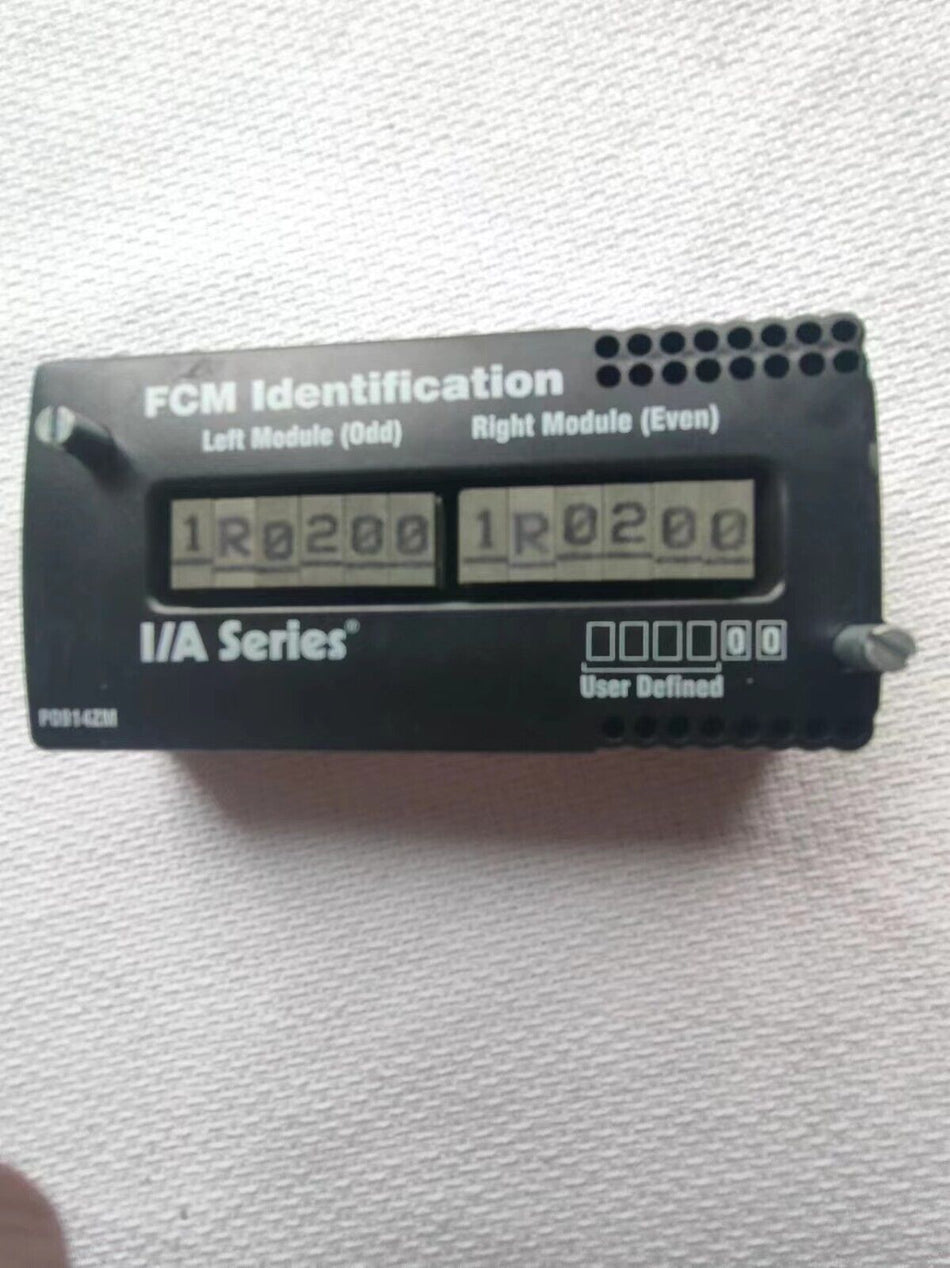 FCM Identification
Left Module (Odd) Right Module (Even)
1R0200 1R0200
I/A Series®
00
User Defined
P0914ZM